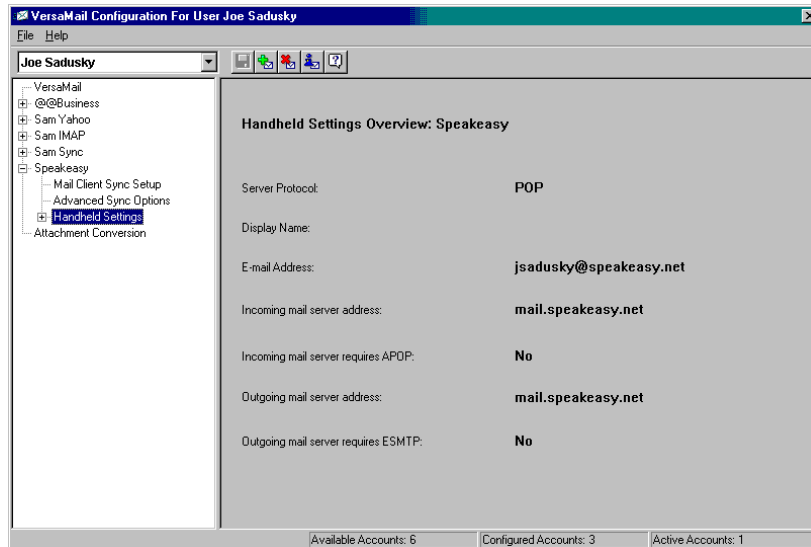 VersaMail Configuration For User Joe Sadusky
File Help
Joe Sadusky
VersaMail
@@Business
Sam Yahoo
Sam IMAP
Sam Sync
Speakeasy
Mail Client Sync Setup
Advanced Sync Options
Handheld Settings
Attachment Conversion
Handheld Settings Overview: Speakeasy
Server Protocol: POP
Display Name:
E-mail Address: jsadusky@speakeasy.net
Incoming mail server address: mail.speakeasy.net
Incoming mail server requires APOP: No
Outgoing mail server address: mail.speakeasy.net
Outgoing mail server requires ESMTP: No
Available Accounts: 6 Configured Accounts: 3 Active Accounts: 1